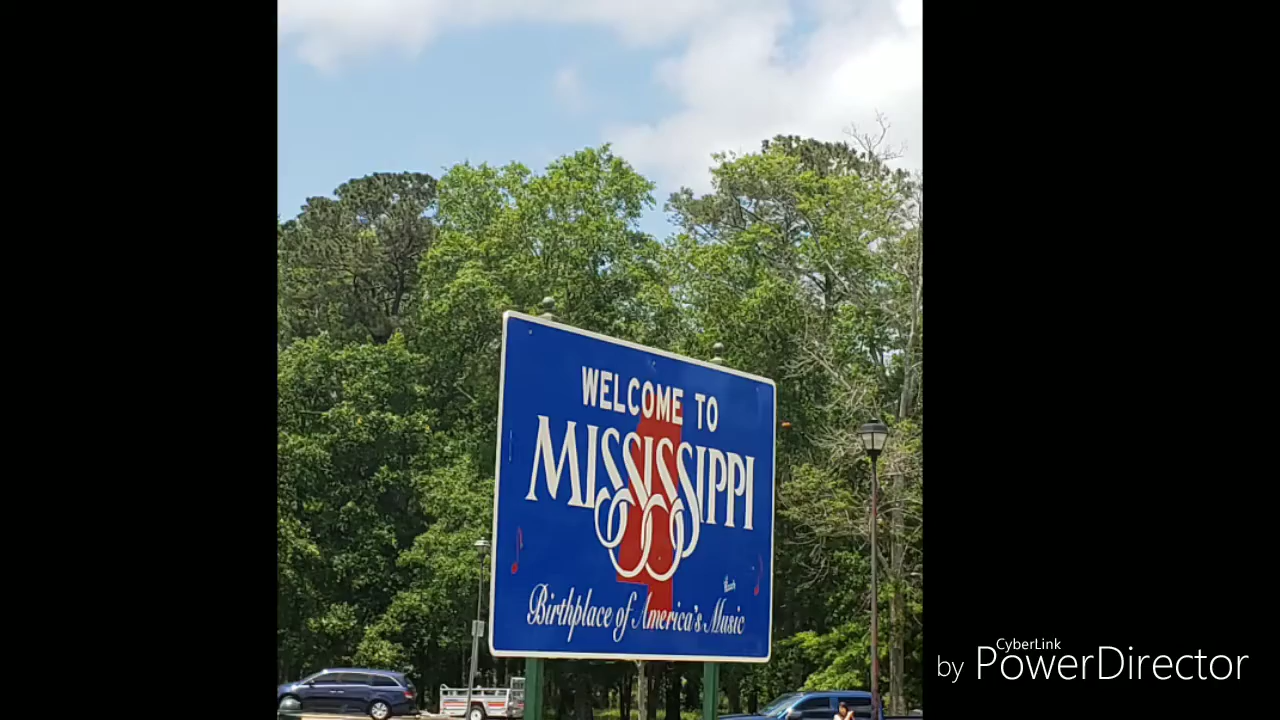 WELCOME TO
MISSISSIPPI
Birthplace of America's Music
CyberLink
by PowerDirector